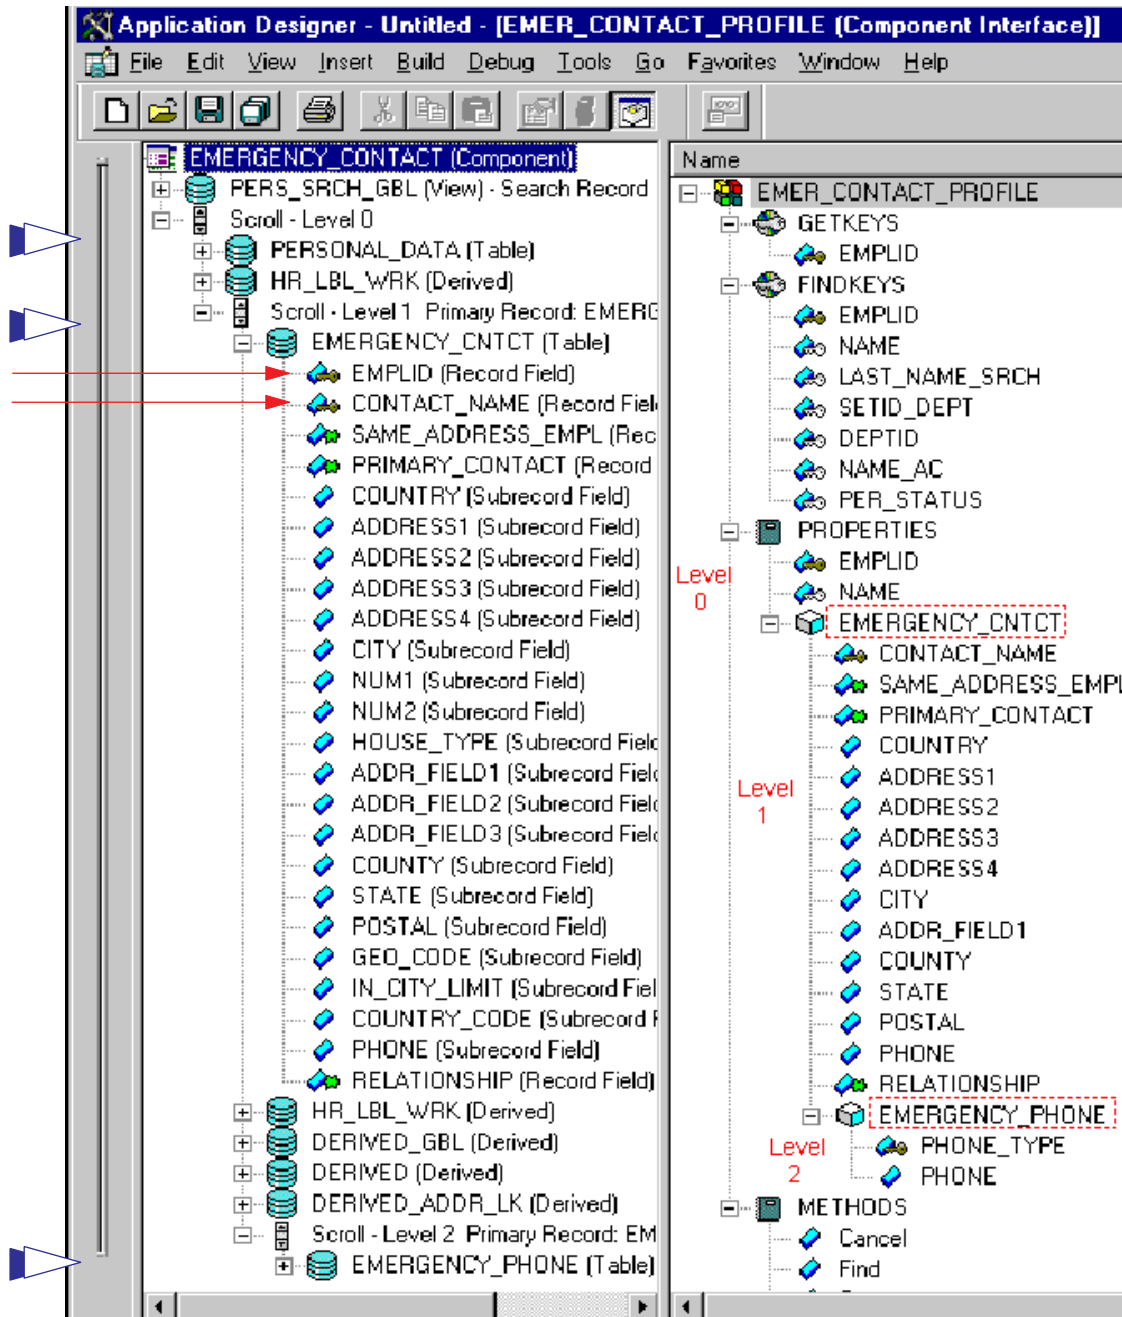 Application Designer - Untitled - [EMER_CONTACT_PROFILE (Component Interface)]
File Edit View Insert Build Debug Tools Go Favorites Window Help
EMERGENCY_CONTACT (Component)
PERS_SRCH_GBL (View) - Search Record
Scroll - Level 0
PERSONAL_DATA (Table)
HR_LBL_WRK (Derived)
Scroll - Level 1 Primary Record: EMERG
EMERGENCY_CNTCT (Table)
EMPLID (Record Field)
CONTACT_NAME (Record Fiel
SAME_ADDRESS_EMPL (Rec
PRIMARY_CONTACT (Record
COUNTRY (Subrecord Field)
ADDRESS1 (Subrecord Field)
ADDRESS2 (Subrecord Field)
ADDRESS3 (Subrecord Field)
ADDRESS4 (Subrecord Field)
CITY (Subrecord Field)
NUM1 (Subrecord Field)
NUM2 (Subrecord Field)
HOUSE_TYPE (Subrecord Field
ADDR_FIELD1 (Subrecord Field
ADDR_FIELD2 (Subrecord Field
ADDR_FIELD3 (Subrecord Field
COUNTY (Subrecord Field)
STATE (Subrecord Field)
POSTAL (Subrecord Field)
GEO_CODE (Subrecord Field)
IN_CITY_LIMIT (Subrecord Fiel
COUNTRY_CODE (Subrecord F
PHONE (Subrecord Field)
RELATIONSHIP (Record Field)
HR_LBL_WRK (Derived)
DERIVED_GBL (Derived)
DERIVED (Derived)
DERIVED_ADDR_LK (Derived)
Scroll - Level 2 Primary Record: EM
EMERGENCY_PHONE (Table)
Name
EMER_CONTACT_PROFILE
GETKEYS
EMPLID
FINDKEYS
EMPLID
NAME
LAST_NAME_SRCH
SETID_DEPT
DEPTID
NAME_AC
PER_STATUS
PROPERTIES
EMPLID
Level
0
NAME
EMERGENCY_CNTCT
CONTACT_NAME
SAME_ADDRESS_EMPL
PRIMARY_CONTACT
COUNTRY
ADDRESS1
Level
1
ADDRESS2
ADDRESS3
ADDRESS4
CITY
ADDR_FIELD1
COUNTY
STATE
POSTAL
PHONE
RELATIONSHIP
EMERGENCY_PHONE
Level
2
PHONE_TYPE
PHONE
METHODS
Cancel
Find